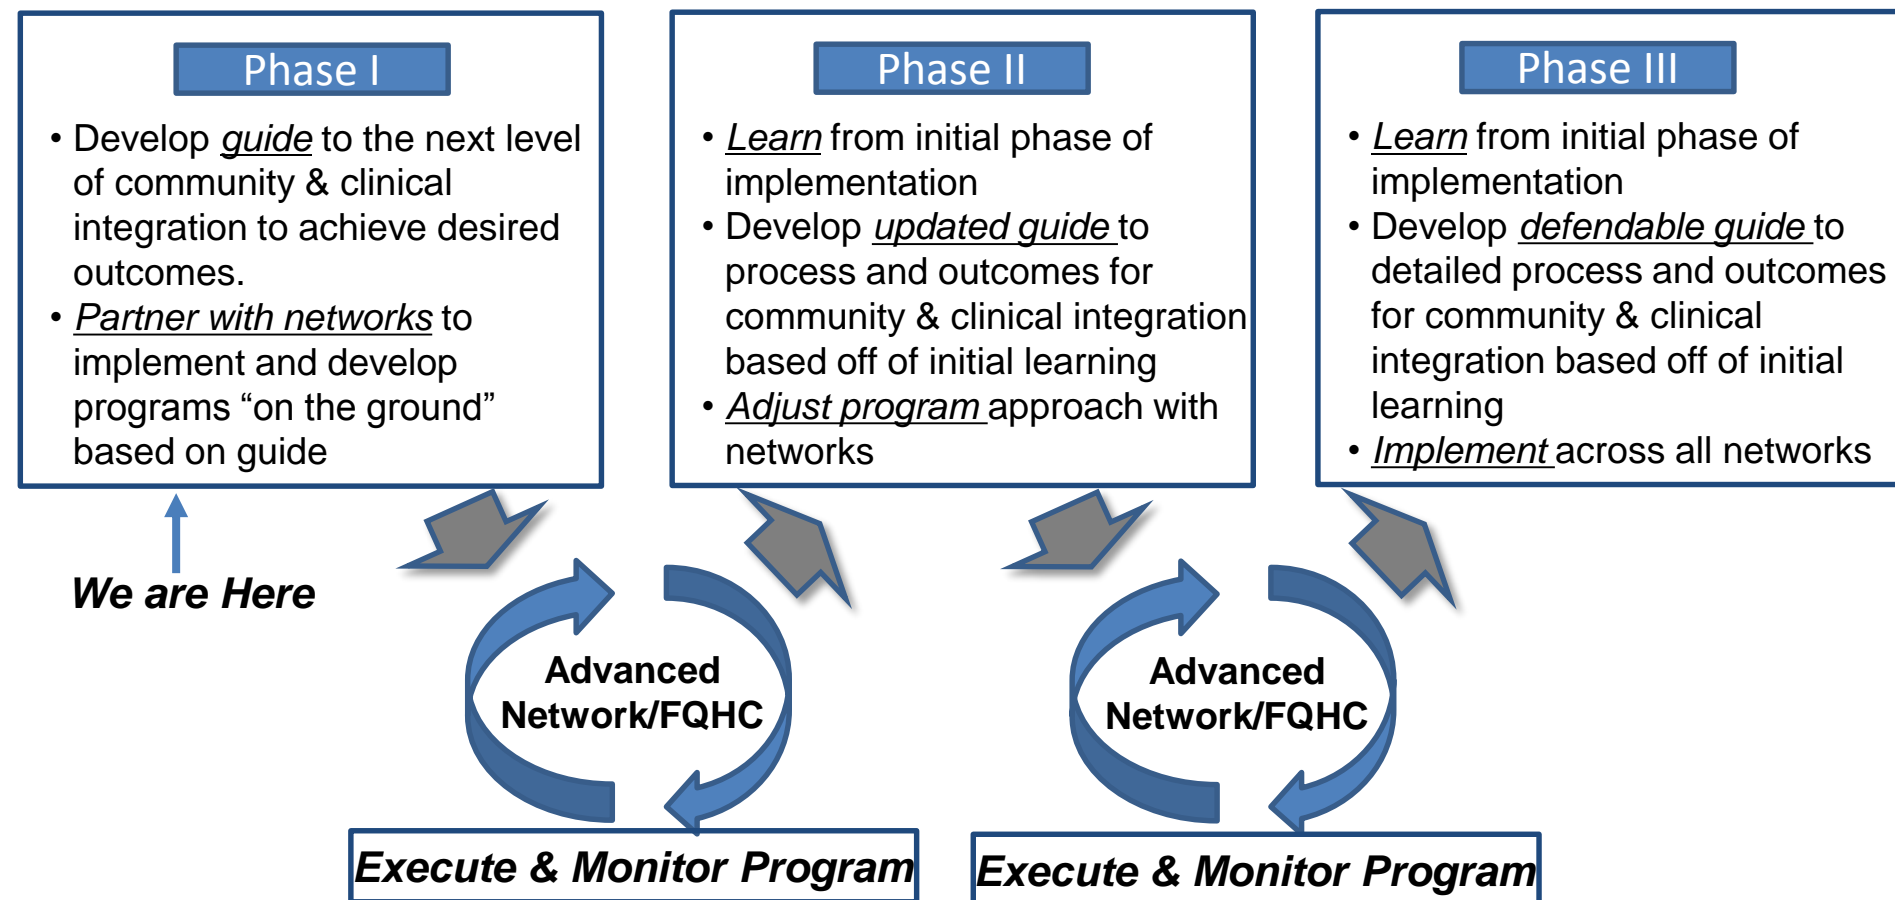 Phase I
• Develop guide to the next level
of community & clinical
integration to achieve desired
outcomes.
• Partner with networks to
implement and develop
programs “on the ground”
based on guide
Phase II
• Learn from initial phase of
implementation
• Develop updated guide to
process and outcomes for
community & clinical integration
based off of initial learning
• Adjust program approach with
networks
Phase III
• Learn from initial phase of
implementation
• Develop defendable guide to
detailed process and outcomes
for community & clinical
integration based off of initial
learning
• Implement across all networks
We are Here
Advanced
Network/FQHC
Execute & Monitor Program
Advanced
Network/FQHC
Execute & Monitor Program